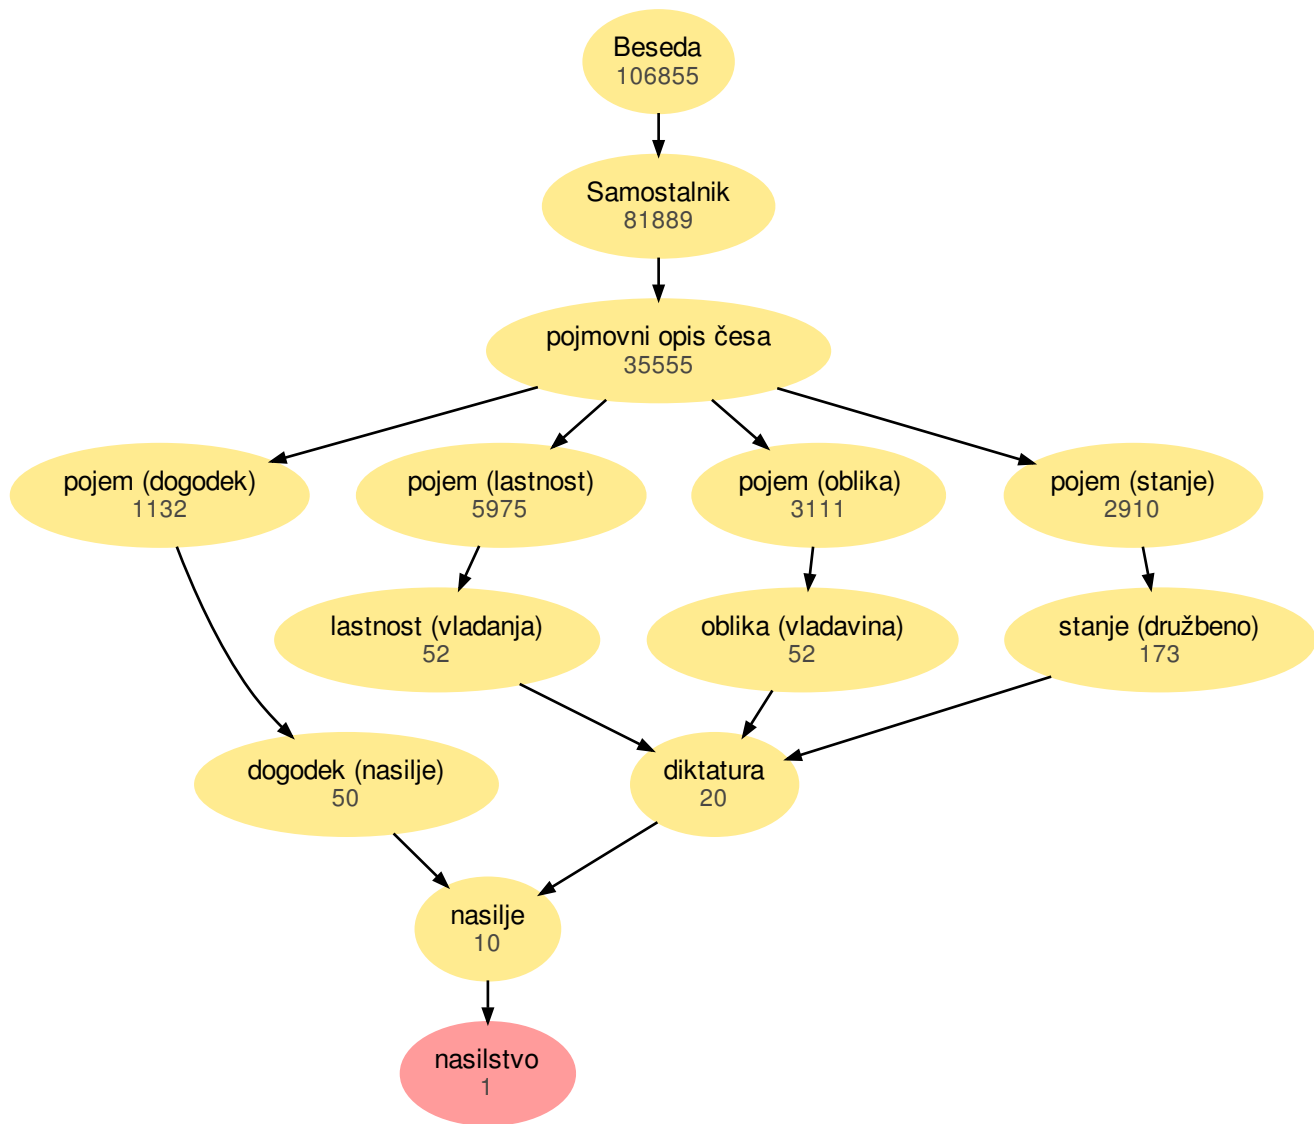 Beseda
106855
Samostalnik
81889
pojmovni opis česa
35555
pojem (dogodek)
1132
pojem (lastnost)
5975
pojem (oblika)
3111
pojem (stanje)
2910
lastnost (vladanja)
52
oblika (vladavina)
52
stanje (družbeno)
173
dogodek (nasilje)
50
diktatura
20
nasilje
10
nasilstvo
1